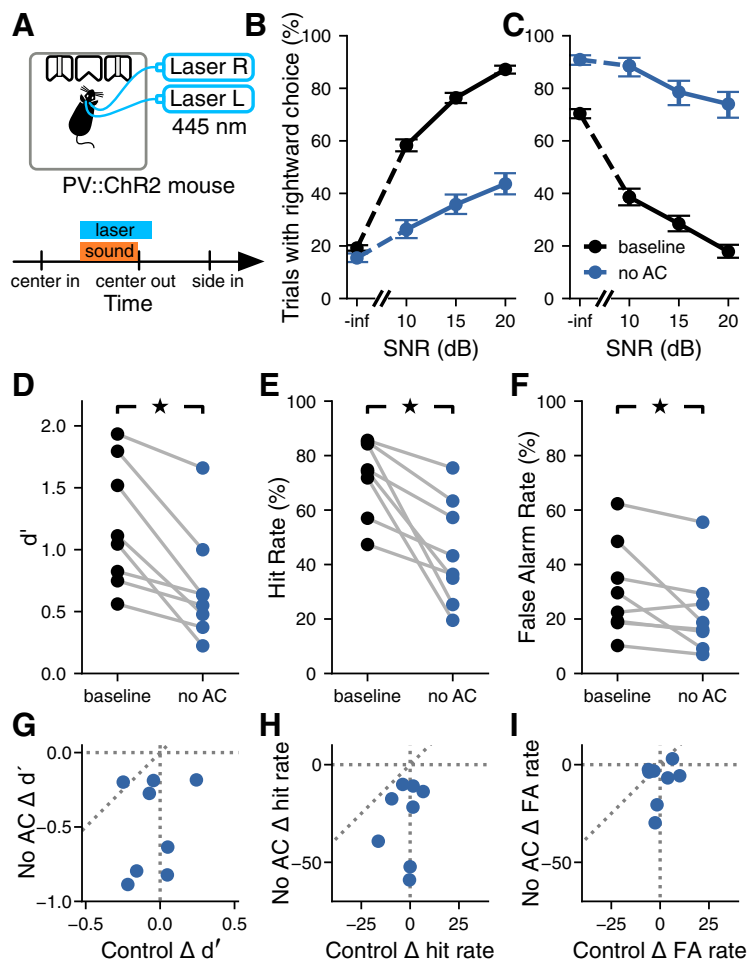 A
Laser R
Laser L
445 nm
PV::ChR2 mouse
laser
sound
center in
center out
side in
Time
B
Trials with rightward choice (%)
100
80
60
40
20
0
-inf
10
15
20
SNR (dB)
C
100
80
60
40
20
0
baseline
no AC
-inf
10
15
20
SNR (dB)
D
★
d'
2.0
1.5
1.0
0.5
0.0
baseline
no AC
E
★
Hit Rate (%)
100
80
60
40
20
0
baseline
no AC
F
★
False Alarm Rate (%)
100
80
60
40
20
0
baseline
no AC
G
No AC Δ d′
0.0
−0.5
−1.0
−0.5
0.0
0.5
Control Δ d′
H
No AC Δ hit rate
0
−50
−25
0
25
Control Δ hit rate
I
No AC Δ FA rate
0
−50
−25
0
25
Control Δ FA rate